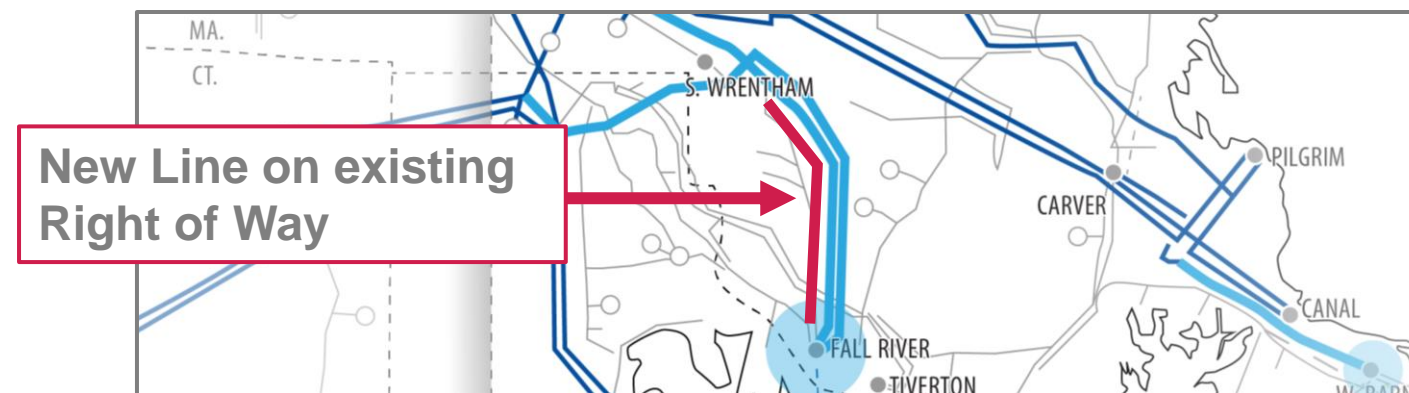 MA.
CT.
S. WRENTHAM
New Line on existing
Right of Way
PILGRIM
CARVER
CANAL
FALL RIVER
TIVERTON